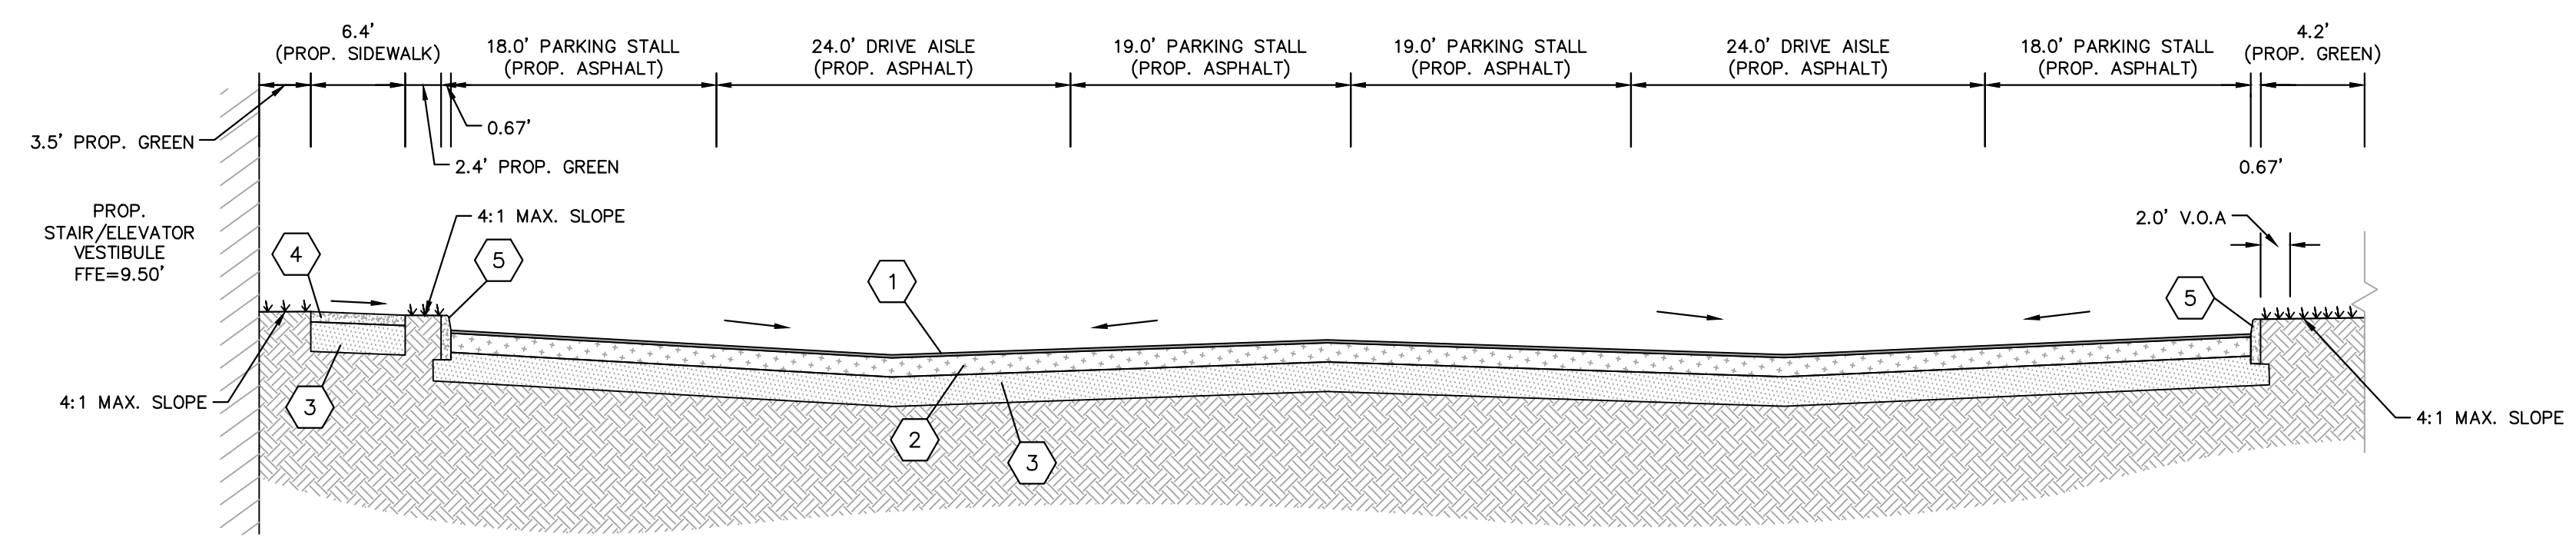 6.4'
(PROP. SIDEWALK)
18.0' PARKING STALL
(PROP. ASPHALT)
24.0' DRIVE AISLE
(PROP. ASPHALT)
19.0' PARKING STALL
(PROP. ASPHALT)
19.0' PARKING STALL
(PROP. ASPHALT)
24.0' DRIVE AISLE
(PROP. ASPHALT)
18.0' PARKING STALL
(PROP. ASPHALT)
4.2'
(PROP. GREEN)
3.5' PROP. GREEN
0.67'
2.4' PROP. GREEN
0.67'
PROP.
STAIR/ELEVATOR
VESTIBULE
FFE=9.50'
4:1 MAX. SLOPE
2.0' V.O.A
4
5
1
5
4:1 MAX. SLOPE
3
2
3
4:1 MAX. SLOPE